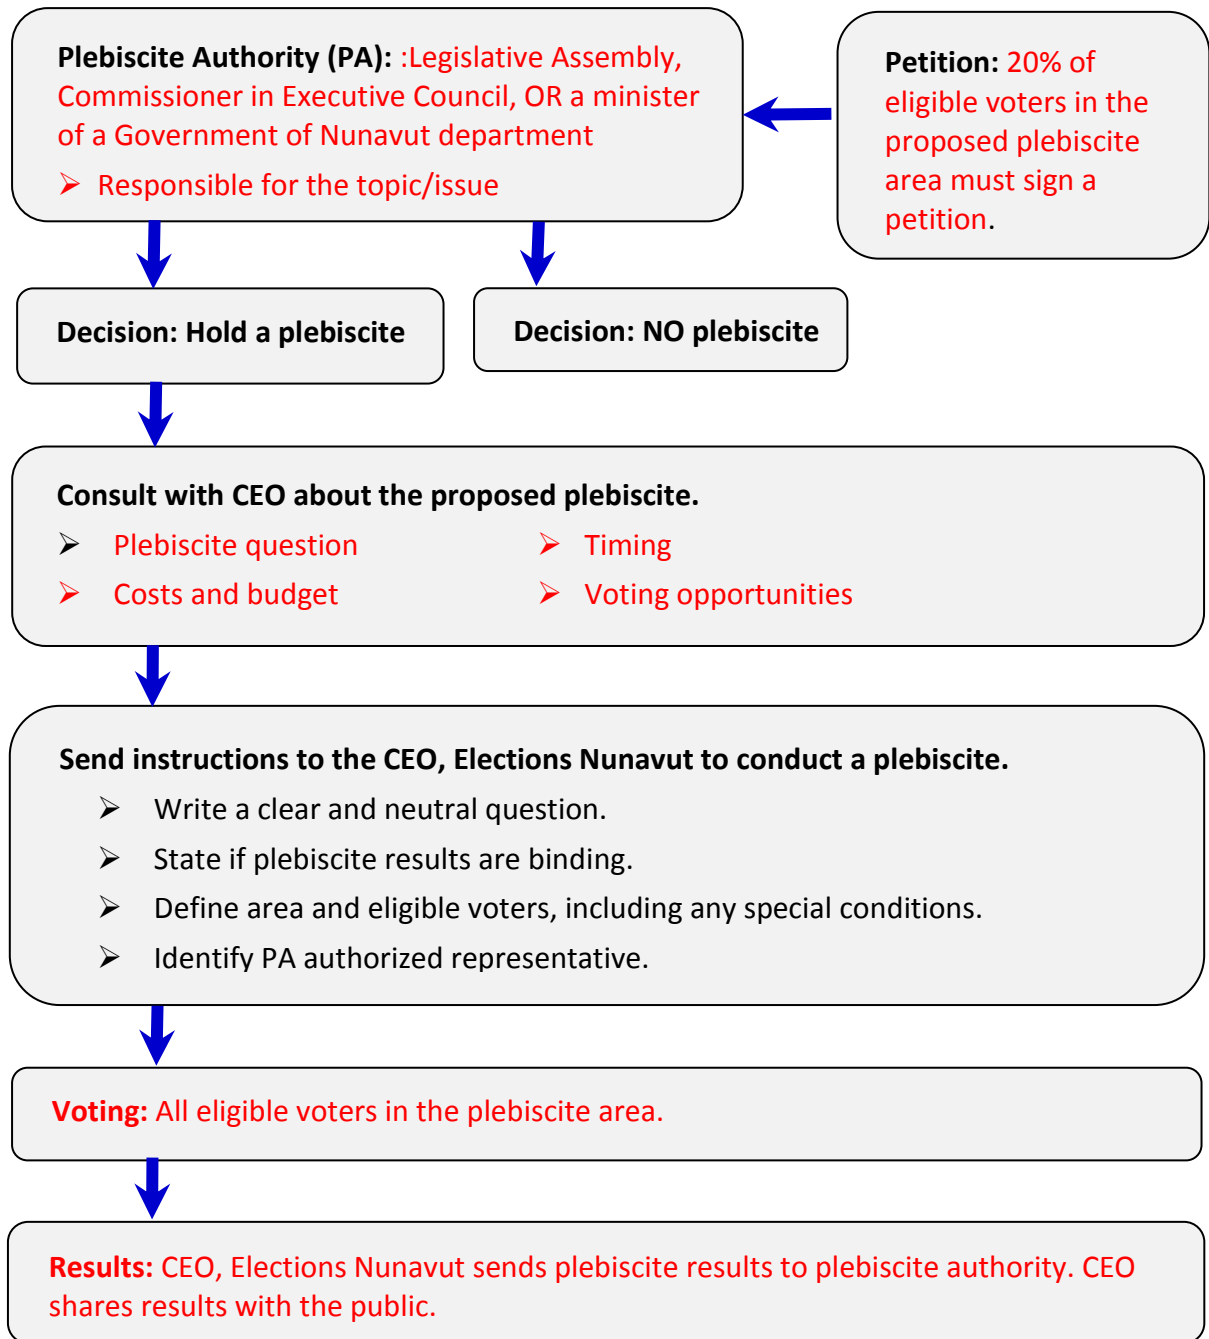 Plebiscite Authority (PA): :Legislative Assembly,
Commissioner in Executive Council, OR a minister
of a Government of Nunavut department
➢ Responsible for the topic/issue
Petition: 20% of
eligible voters in the
proposed plebiscite
area must sign a
petition.
Decision: Hold a plebiscite
Decision: NO plebiscite
Consult with CEO about the proposed plebiscite.
➢ Plebiscite question
➢ Timing
➢ Costs and budget
➢ Voting opportunities
Send instructions to the CEO, Elections Nunavut to conduct a plebiscite.
➢ Write a clear and neutral question.
➢ State if plebiscite results are binding.
➢ Define area and eligible voters, including any special conditions.
➢ Identify PA authorized representative.
Voting: All eligible voters in the plebiscite area.
Results: CEO, Elections Nunavut sends plebiscite results to plebiscite authority. CEO
shares results with the public.